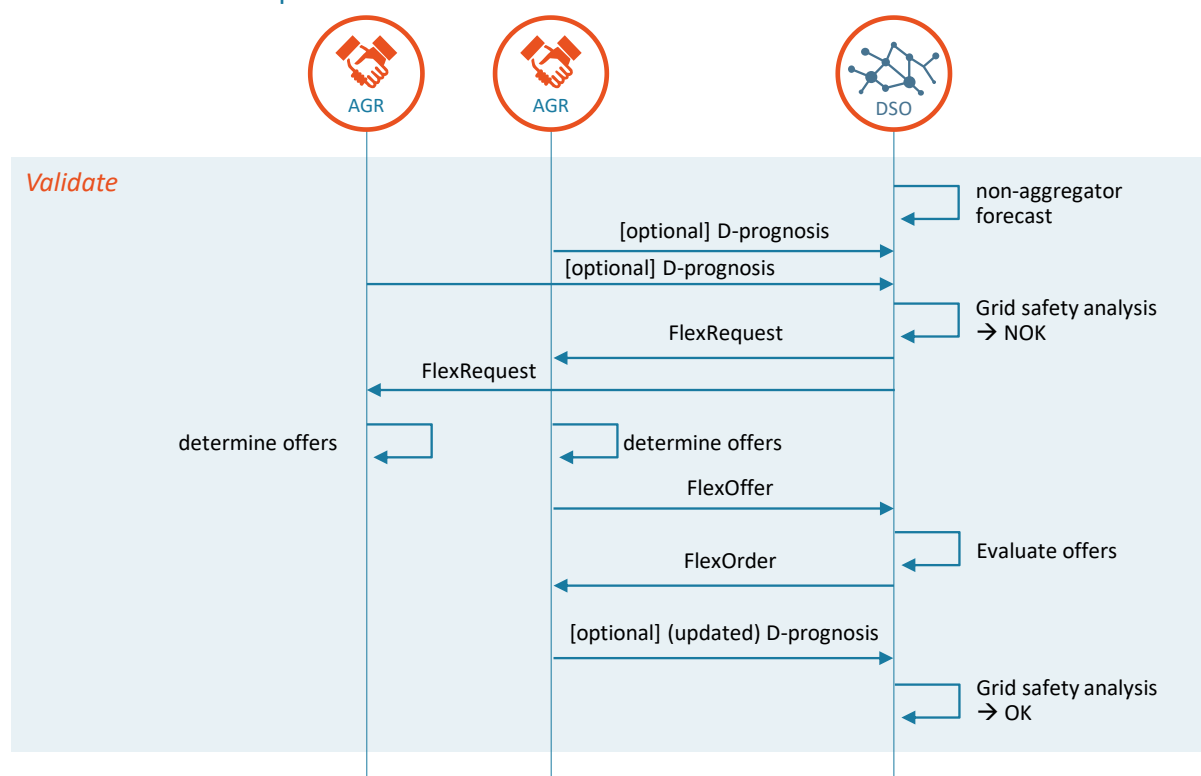 AGR
AGR
DSO
Validate
non-aggregator
forecast
[optional] D-prognosis
[optional] D-prognosis
Grid safety analysis
→ NOK
FlexRequest
FlexRequest
determine offers
determine offers
FlexOffer
Evaluate offers
FlexOrder
[optional] (updated) D-prognosis
Grid safety analysis
→ OK